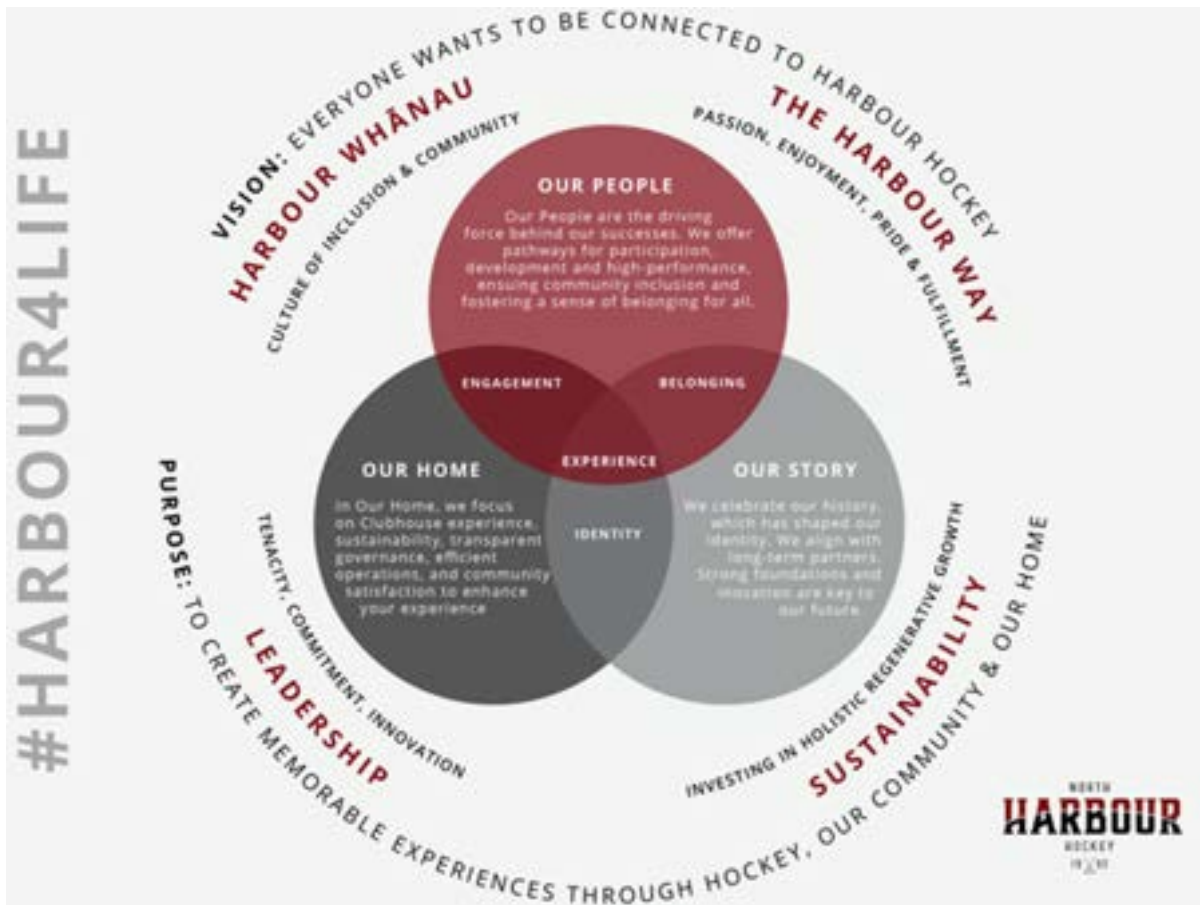 #HARBOUR4LIFE
VISION: EVERYONE WANTS TO BE CONNECTED TO HARBOUR HOCKEY
HARBOUR WHĀNAU
CULTURE OF INCLUSION & COMMUNITY
THE HARBOUR WAY
PASSION, ENJOYMENT, PRIDE & FULFILLMENT
OUR PEOPLE
Our People are the driving
force behind our successes. We offer
pathways for participation,
development and high-performance,
ensuing community inclusion and
fostering a sense of belonging for all.
ENGAGEMENT
BELONGING
EXPERIENCE
IDENTITY
OUR HOME
In Our Home, we focus
on Clubhouse experience,
sustainability, transparent
governance, efficient
operations, and community
satisfaction to enhance
your experience
OUR STORY
We celebrate our history,
which has shaped our
identity. We align with
long-term partners.
Strong foundations and
inovation are key to
our future.
TENACITY, COMMITMENT, INNOVATION
LEADERSHIP
INVESTING IN HOLISTIC REGENERATIVE GROWTH
SUSTAINABILITY
PURPOSE: TO CREATE MEMORABLE EXPERIENCES THROUGH HOCKEY, OUR COMMUNITY & OUR HOME
NORTH
HARBOUR
HOCKEY